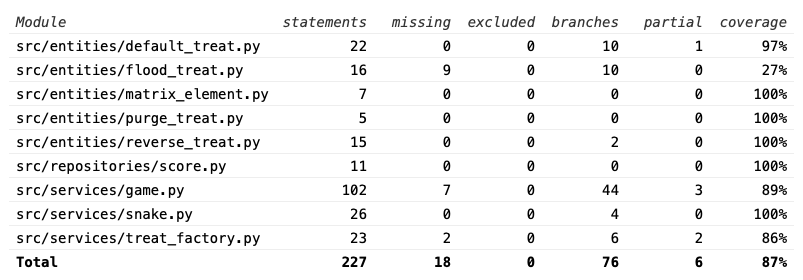 Module statements missing excluded branches partial coverage
src/entities/default_treat.py 22 0 0 10 1 97%
src/entities/flood_treat.py 16 9 0 10 0 27%
src/entities/matrix_element.py 7 0 0 0 0 100%
src/entities/purge_treat.py 5 0 0 0 0 100%
src/entities/reverse_treat.py 15 0 0 2 0 100%
src/repositories/score.py 11 0 0 0 0 100%
src/services/game.py 102 7 0 44 3 89%
src/services/snake.py 26 0 0 4 0 100%
src/services/treat_factory.py 23 2 0 6 2 86%
Total 227 18 0 76 6 87%